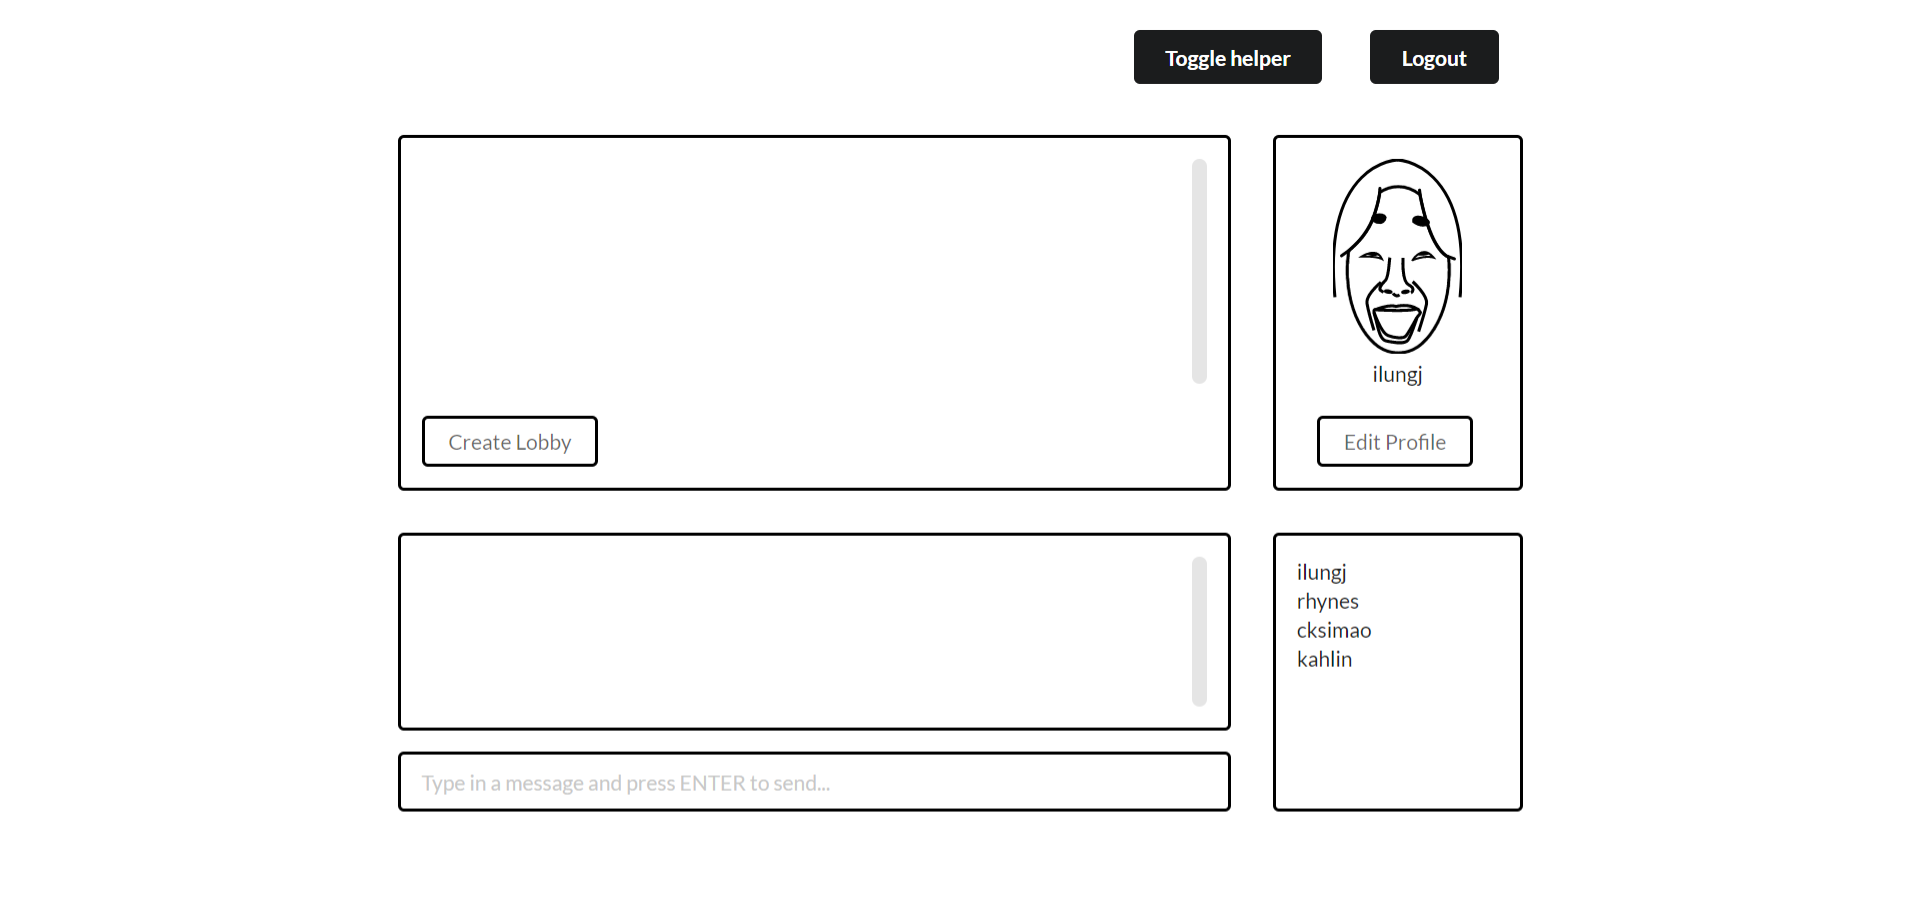 Toggle helper
Logout
ilungj
Create Lobby
Edit Profile
ilungj
rhynes
cksimao
kahlin
Type in a message and press ENTER to send...